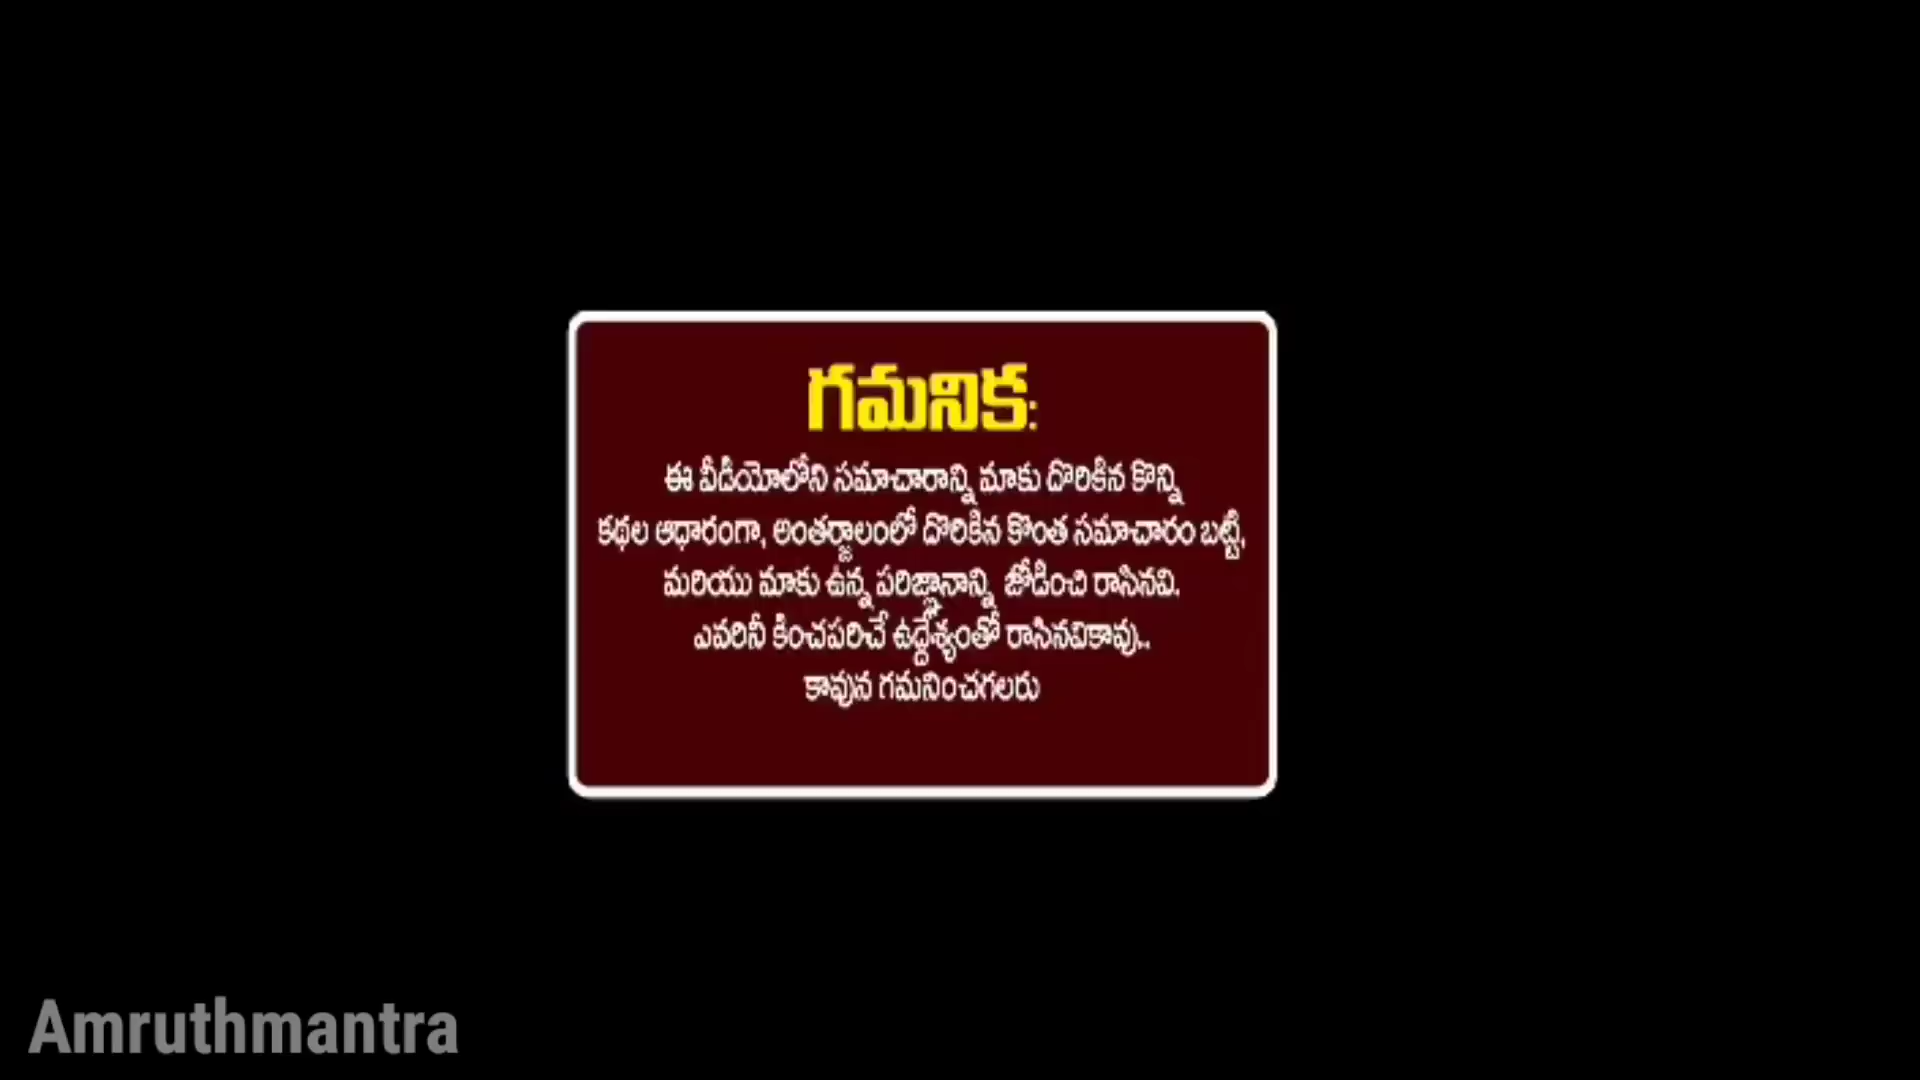 గమనిక:
ఈ వీడియోలోని సమాచారాన్ని మాకు దొరికిన కొన్ని
కథల ఆధారంగా, అంతర్జాలంలో దొరికిన కొంత సమాచారం బట్టి,
మరియు మాకు ఉన్న పరిజ్ఞానాన్ని జోడించి రాసినవి.
ఎవరినీ కించపరిచే ఉద్దేశ్యంతో రాసినవికావు..
కావున గమనించగలరు
Amruthmantra